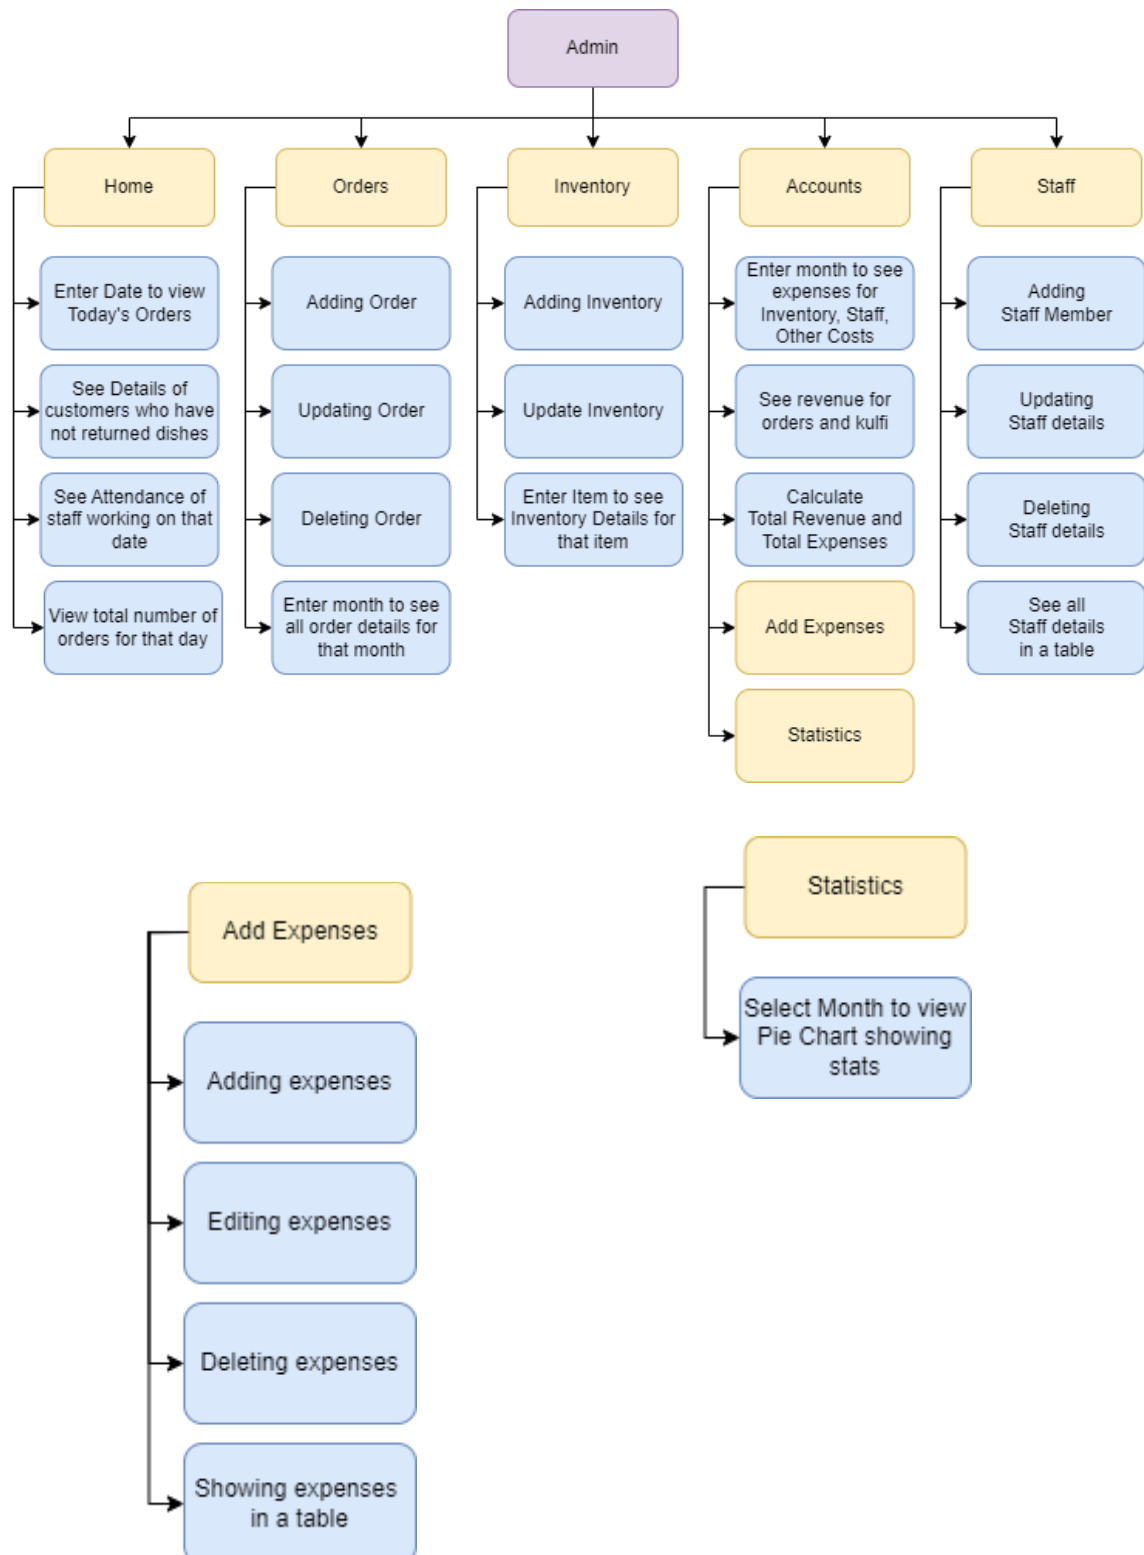 Admin
Home
Orders
Inventory
Accounts
Staff
Enter Date to view
Today's Orders
See Details of
customers who have
not returned dishes
See Attendance of
staff working on that
date
View total number of
orders for that day
Adding Order
Updating Order
Deleting Order
Enter month to see
all order details for
that month
Adding Inventory
Update Inventory
Enter Item to see
Inventory Details for
that item
Enter month to see
expenses for
Inventory, Staff,
Other Costs
See revenue for
orders and kulfi
Calculate
Total Revenue and
Total Expenses
Add Expenses
Statistics
Adding
Staff Member
Updating
Staff details
Deleting
Staff details
See all
Staff details
in a table
Add Expenses
Adding expenses
Editing expenses
Deleting expenses
Showing expenses
in a table
Statistics
Select Month to view
Pie Chart showing
stats